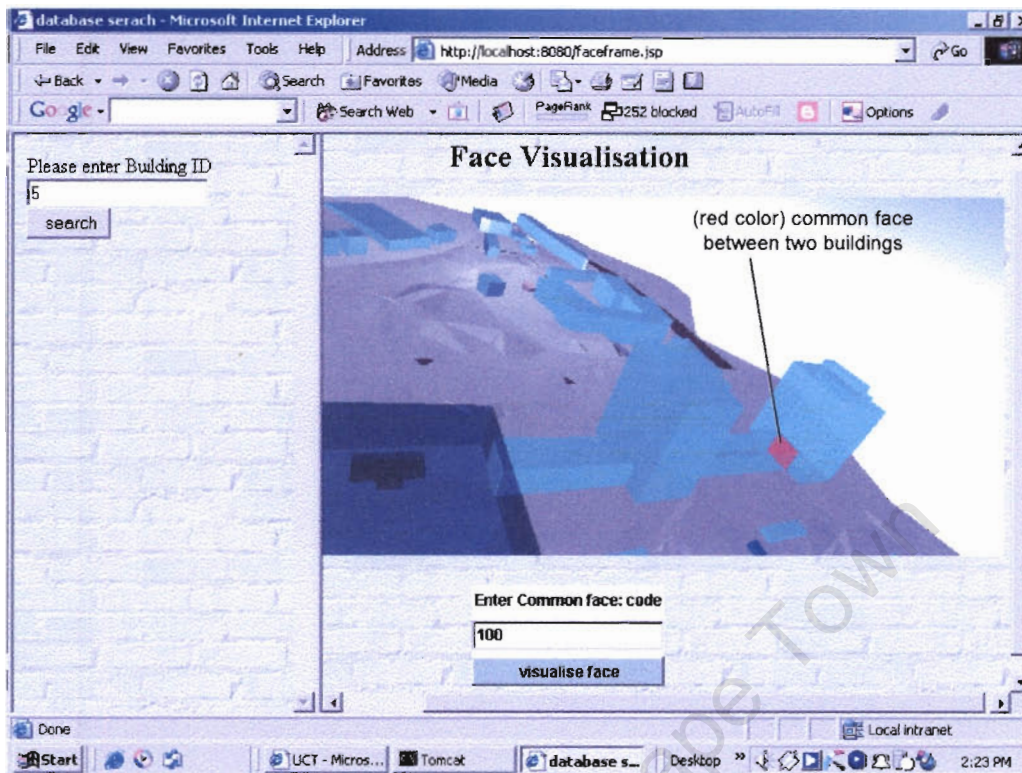 database serach - Microsoft Internet Explorer
File Edit View Favorites Tools Help Address http://localhost:8080/faceframe.jsp Go
Back Search Favorites Media
Google Search Web PageRank 252 blocked AutoFill Options
Please enter Building ID
5
search
Face Visualisation
(red color) common face
between two buildings
Enter Common face: code
100
visualise face
Done Local intranet
Start UCT - Micros... Tomcat database s... Desktop » 2:23 PM